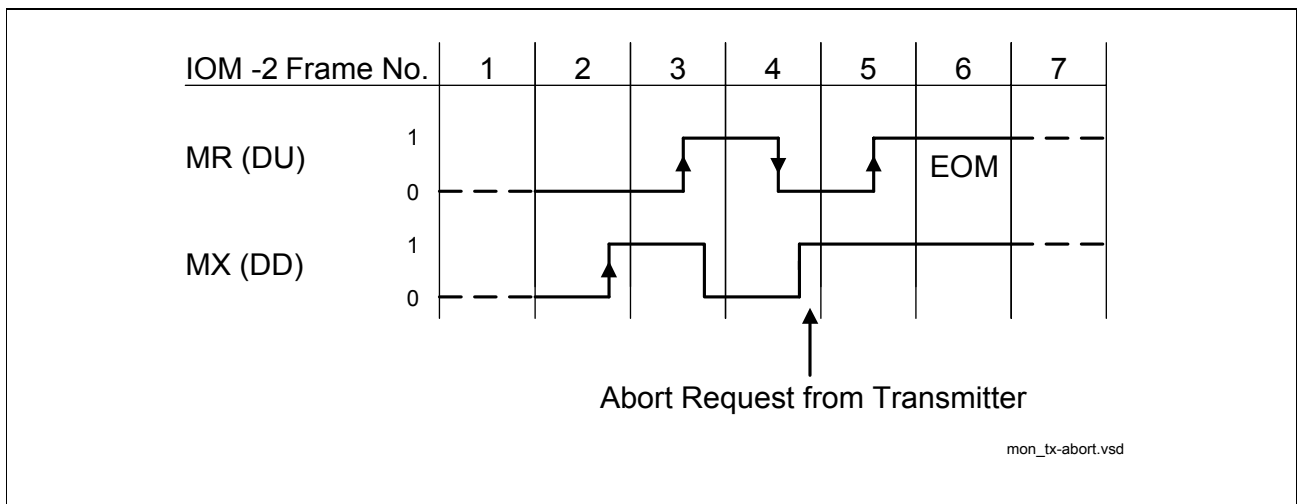 IOM -2 Frame No. 1 2 3 4 5 6 7
1
MR (DU)
EOM
0
1
MX (DD)
0
Abort Request from Transmitter
mon_tx-abort.vsd